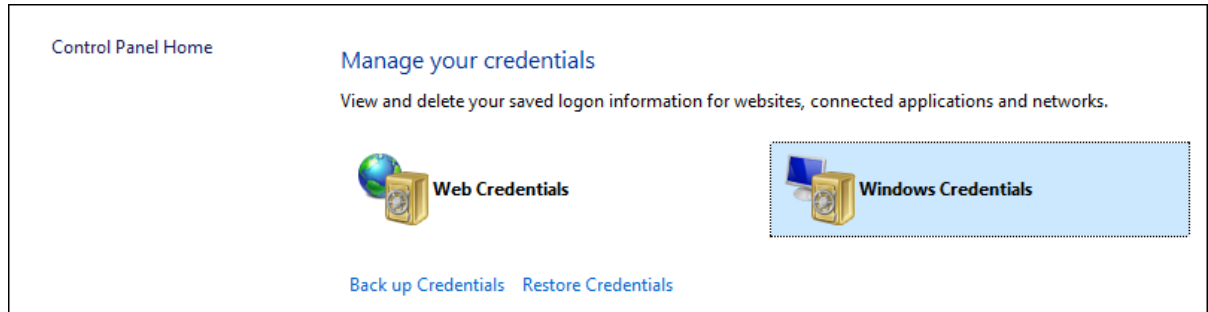 Control Panel Home
Manage your credentials
View and delete your saved logon information for websites, connected applications and networks.
Web Credentials
Windows Credentials
Back up Credentials Restore Credentials